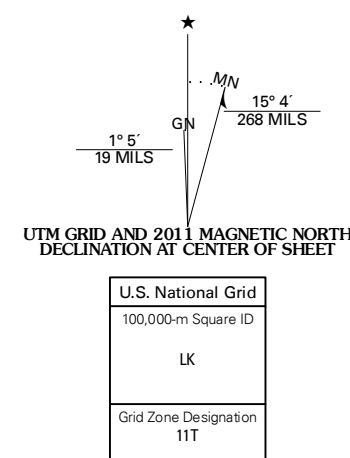 ★
MN
15° 4´
268 MILS
GN
1° 5´
19 MILS
UTM GRID AND 2011 MAGNETIC NORTH
DECLINATION AT CENTER OF SHEET
U.S. National Grid
100,000-m Square ID
LK
Grid Zone Designation
11T